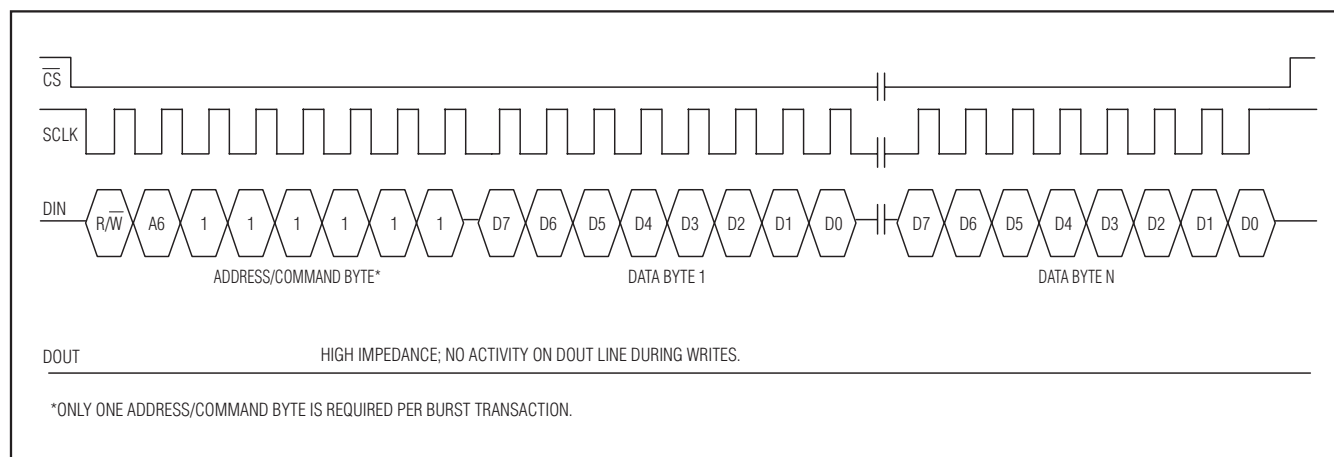 C̅S̅
SCLK
DIN R/W̅ A6 1 1 1 1 1 1 D7 D6 D5 D4 D3 D2 D1 D0 D7 D6 D5 D4 D3 D2 D1 D0
ADDRESS/COMMAND BYTE* DATA BYTE 1 DATA BYTE N
DOUT HIGH IMPEDANCE; NO ACTIVITY ON DOUT LINE DURING WRITES.
*ONLY ONE ADDRESS/COMMAND BYTE IS REQUIRED PER BURST TRANSACTION.